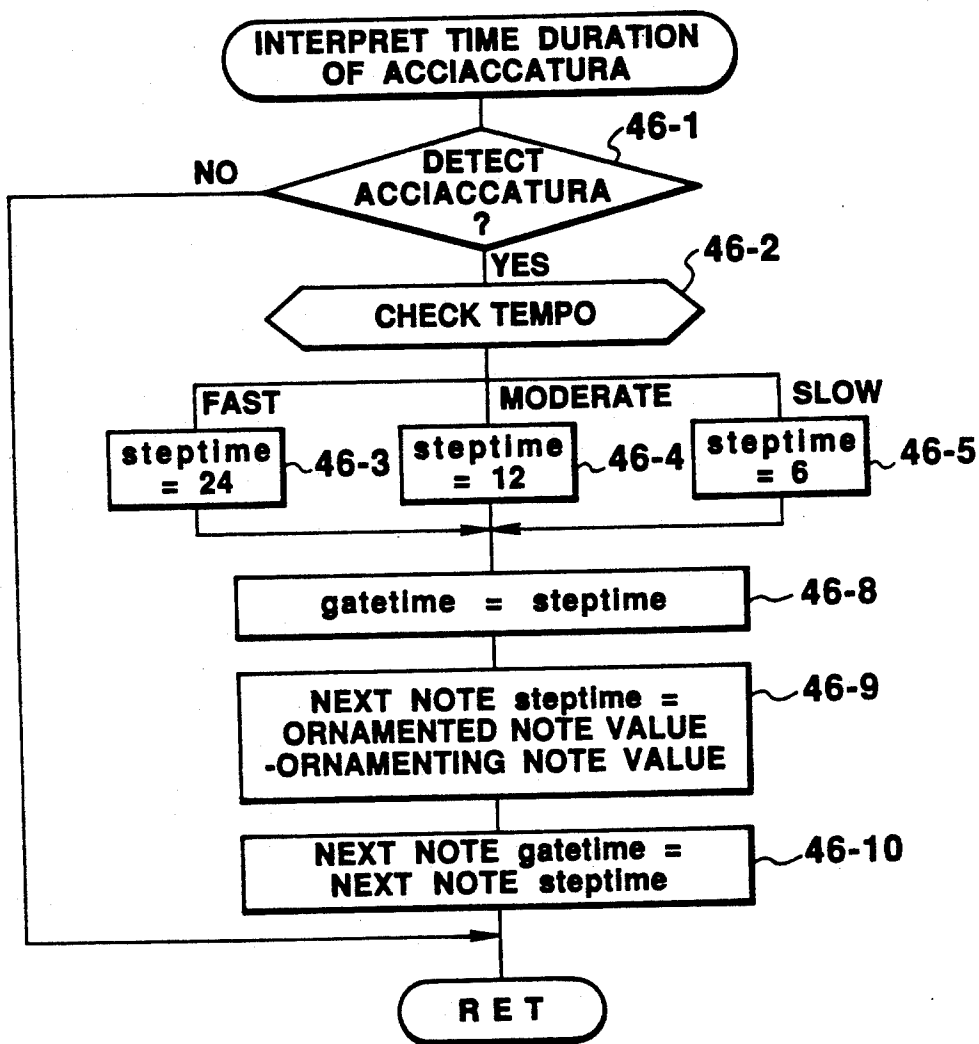 INTERPRET TIME DURATION
OF ACCIACCATURA
46-1
DETECT
ACCIACCATURA
?
NO
YES
46-2
CHECK TEMPO
FAST
MODERATE
SLOW
steptime
= 24
46-3
steptime
= 12
46-4
steptime
= 6
46-5
gatetime = steptime
46-8
NEXT NOTE steptime =
ORNAMENTED NOTE VALUE
-ORNAMENTING NOTE VALUE
46-9
NEXT NOTE gatetime =
NEXT NOTE steptime
46-10
RET